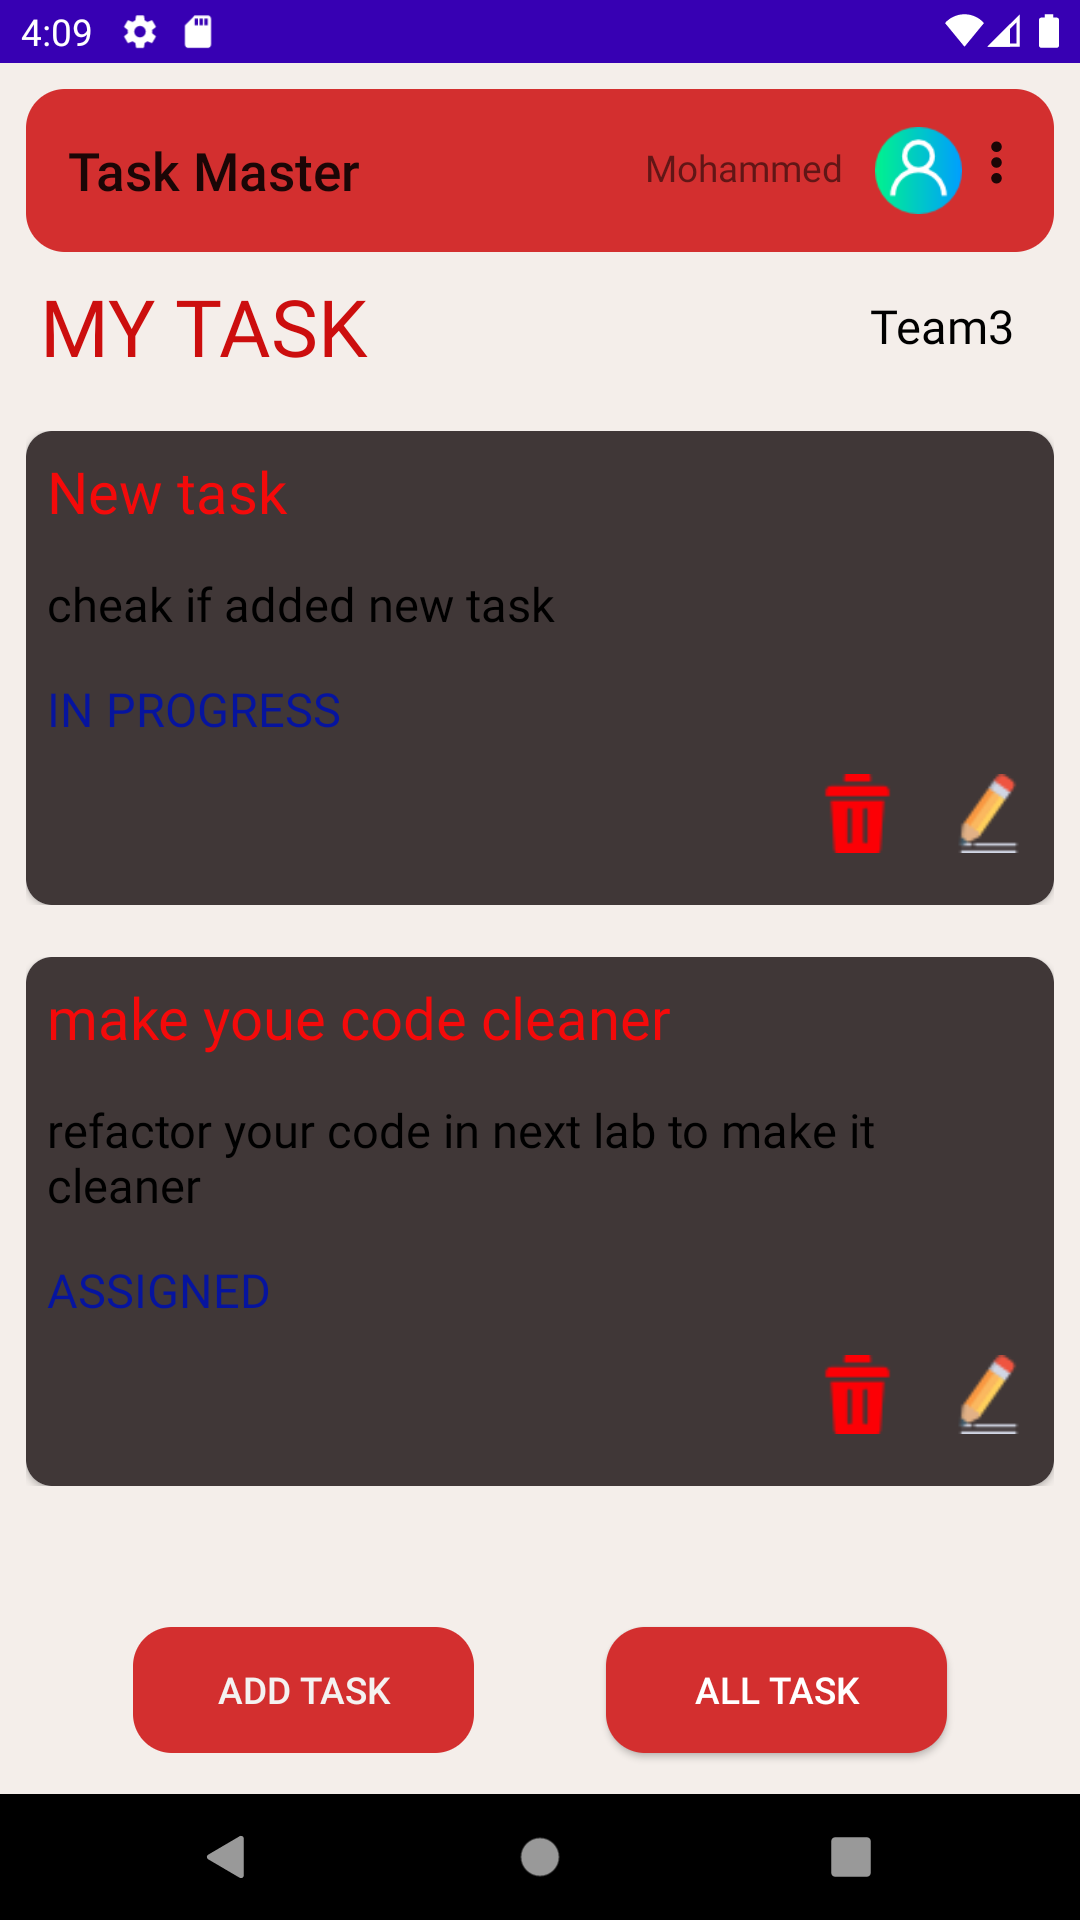 4:09
Task Master
Mohammed
MY TASK
Team3
New task
cheak if added new task
IN PROGRESS
make youe code cleaner
refactor your code in next lab to make it
cleaner
ASSIGNED
ADD TASK
ALL TASK